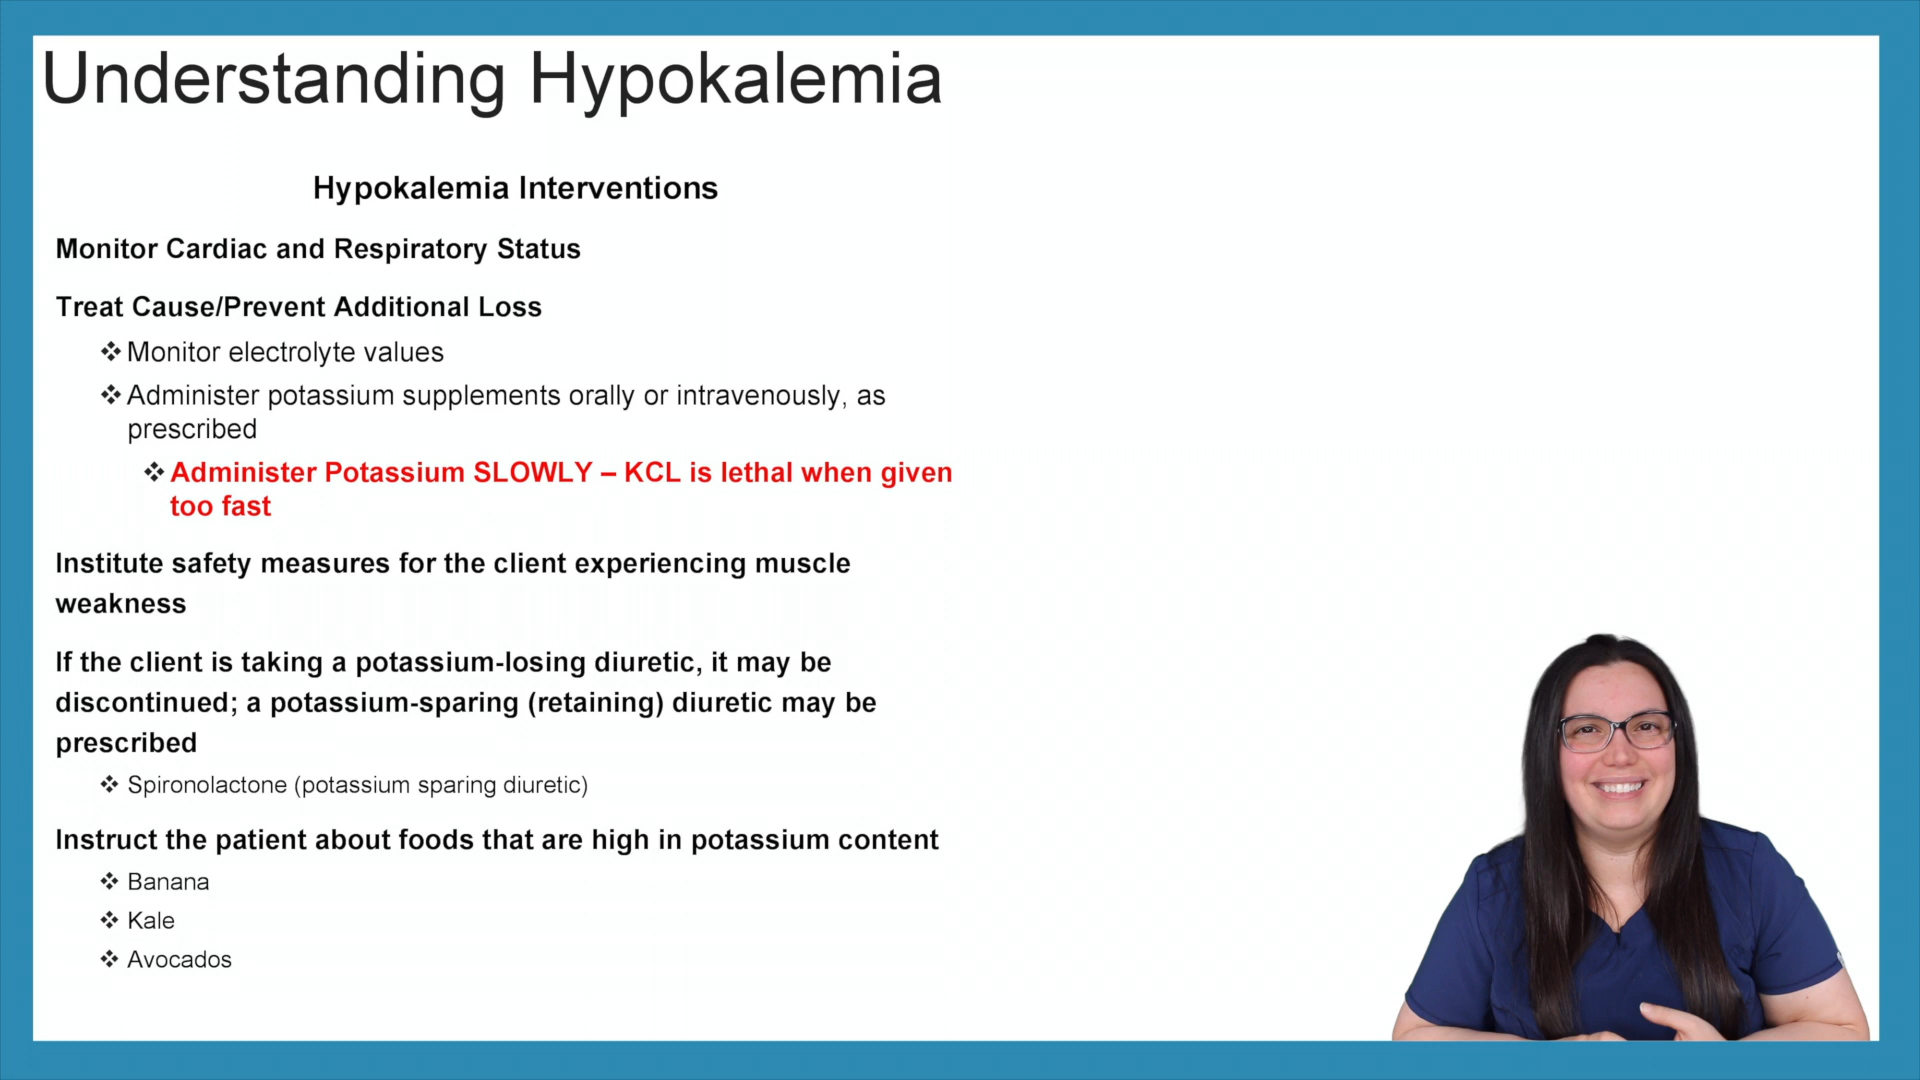 Understanding Hypokalemia
Hypokalemia Interventions
Monitor Cardiac and Respiratory Status
Treat Cause/Prevent Additional Loss
❖ Monitor electrolyte values
❖ Administer potassium supplements orally or intravenously, as
prescribed
❖ Administer Potassium SLOWLY – KCL is lethal when given
too fast
Institute safety measures for the client experiencing muscle
weakness
If the client is taking a potassium-losing diuretic, it may be
discontinued; a potassium-sparing (retaining) diuretic may be
prescribed
❖ Spironolactone (potassium sparing diuretic)
Instruct the patient about foods that are high in potassium content
❖ Banana
❖ Kale
❖ Avocados